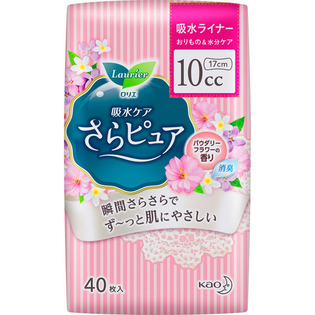 吸水ライナー
おりもの&水分ケア
17cm
10cc
Laurier
ロリエ
吸水ケア
さらピュア
パウダリー
フラワーの
香り
消臭
瞬間さらさらで
ず〜っと肌にやさしい
40枚入
Kao